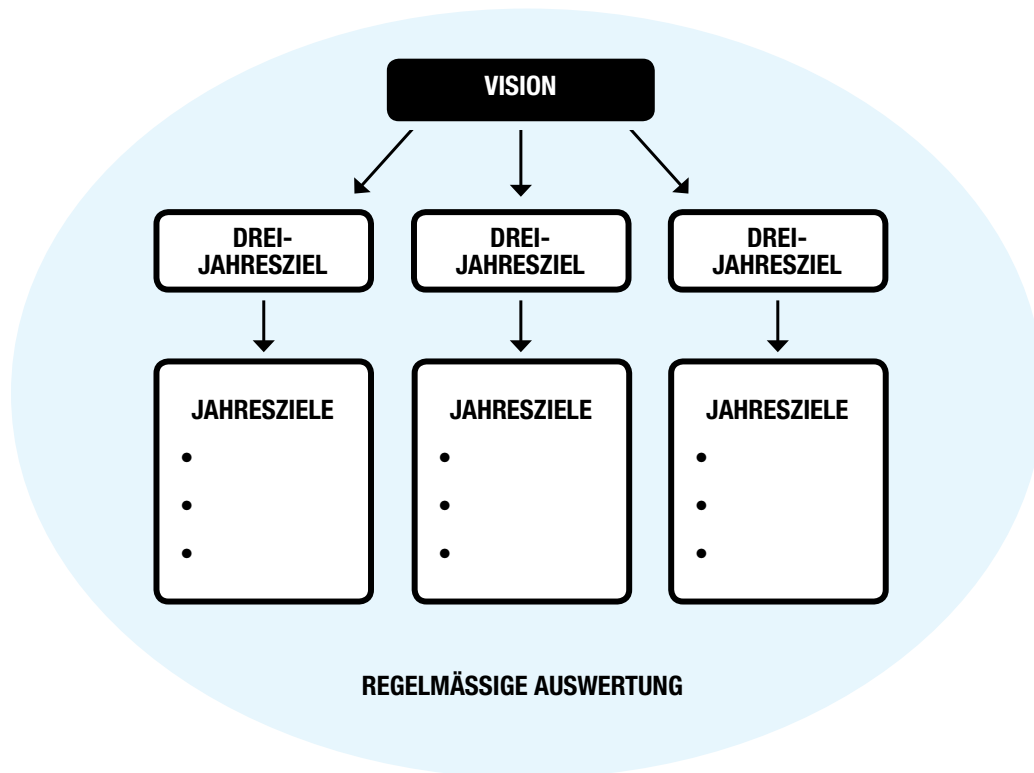 VISION
DREI-
JAHRESZIEL
DREI-
JAHRESZIEL
DREI-
JAHRESZIEL
JAHRESZIELE
•
•
•
JAHRESZIELE
•
•
•
JAHRESZIELE
•
•
•
REGELMÄSSIGE AUSWERTUNG